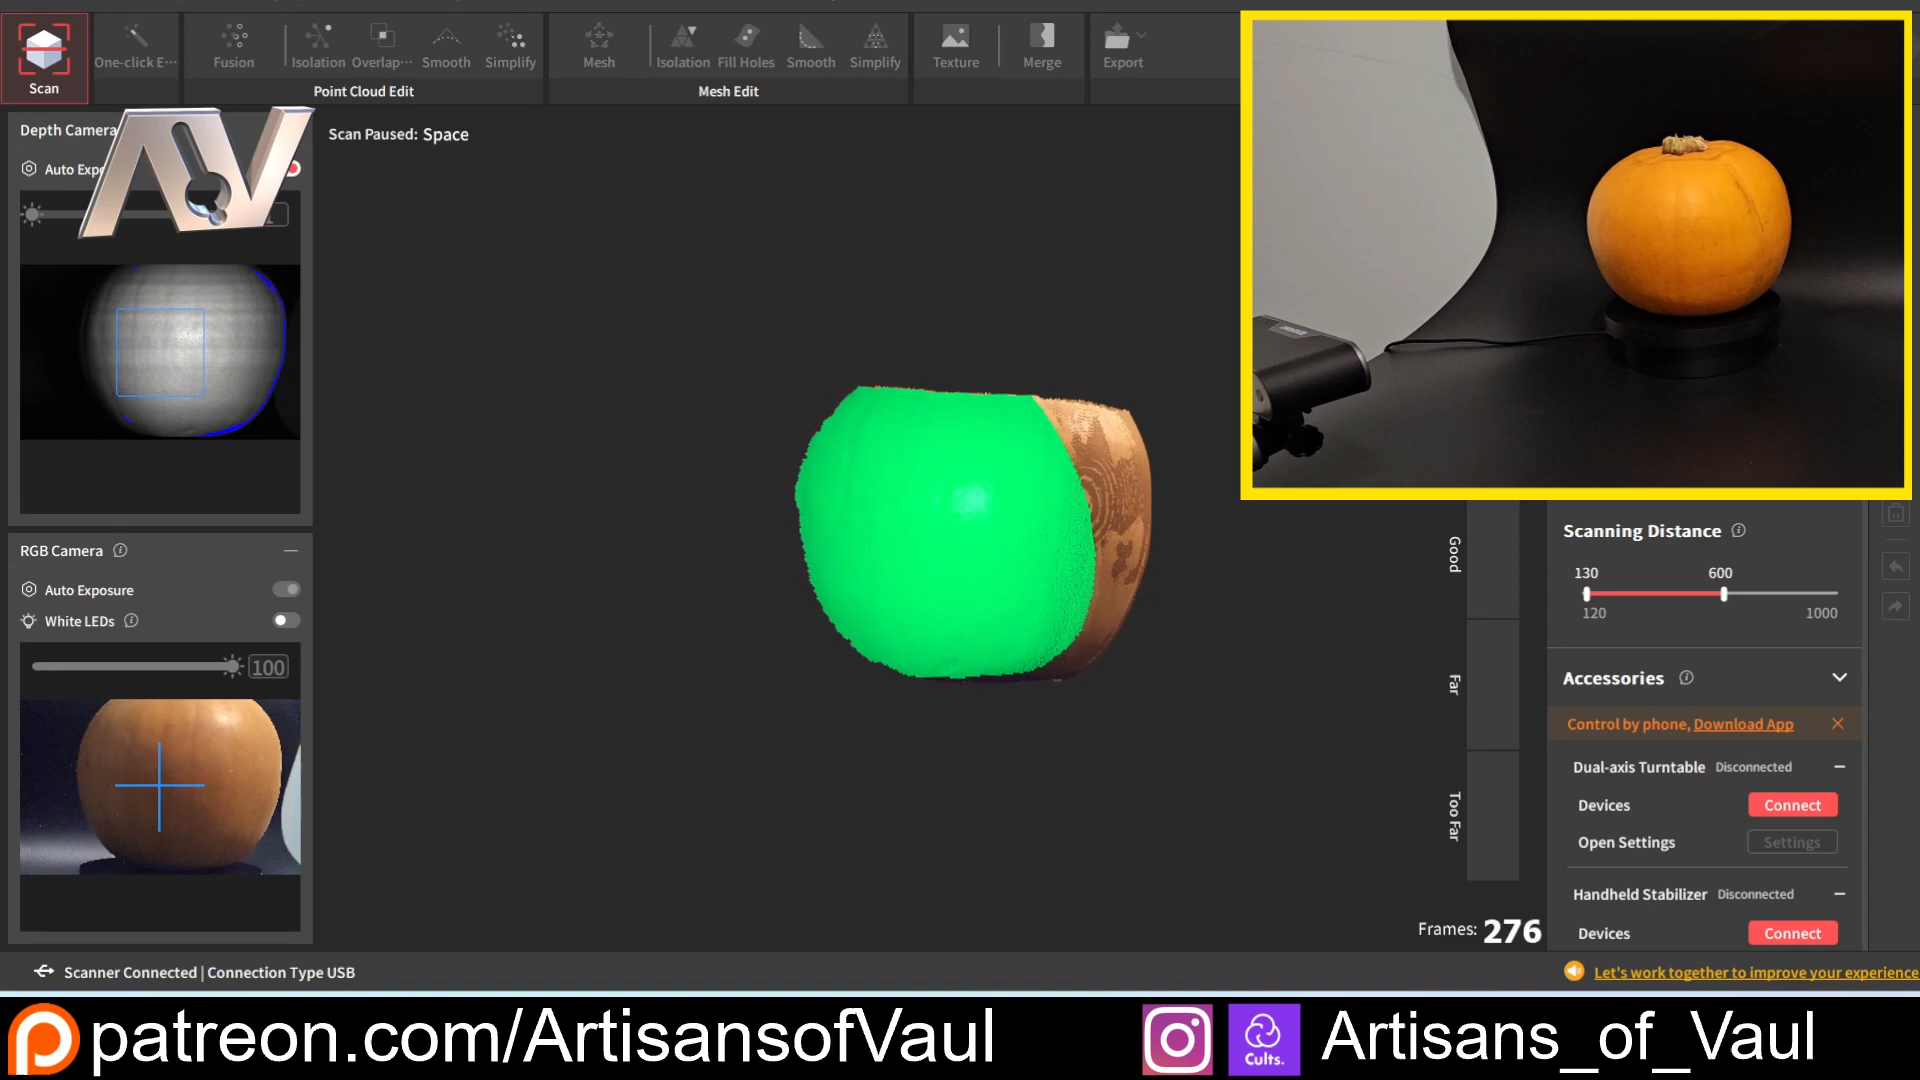 Scan
One-click E···
Fusion
Isolation
Overlap···
Smooth
Simplify
Point Cloud Edit
Mesh
Isolation
Fill Holes
Smooth
Simplify
Mesh Edit
Texture
Merge
Export
Depth Camera
Auto Expo
Scan Paused: Space
RGB Camera
Auto Exposure
White LEDs
100
Good
Far
Too Far
Frames: 276
Scanning Distance
130 600
120 1000
Accessories
Control by phone, Download App
Dual-axis Turntable Disconnected
Devices Connect
Open Settings Settings
Handheld Stabilizer Disconnected
Devices Connect
Scanner Connected | Connection Type USB
Let's work together to improve your experience
patreon.com/ArtisansofVaul
Cults.
Artisans_of_Vaul